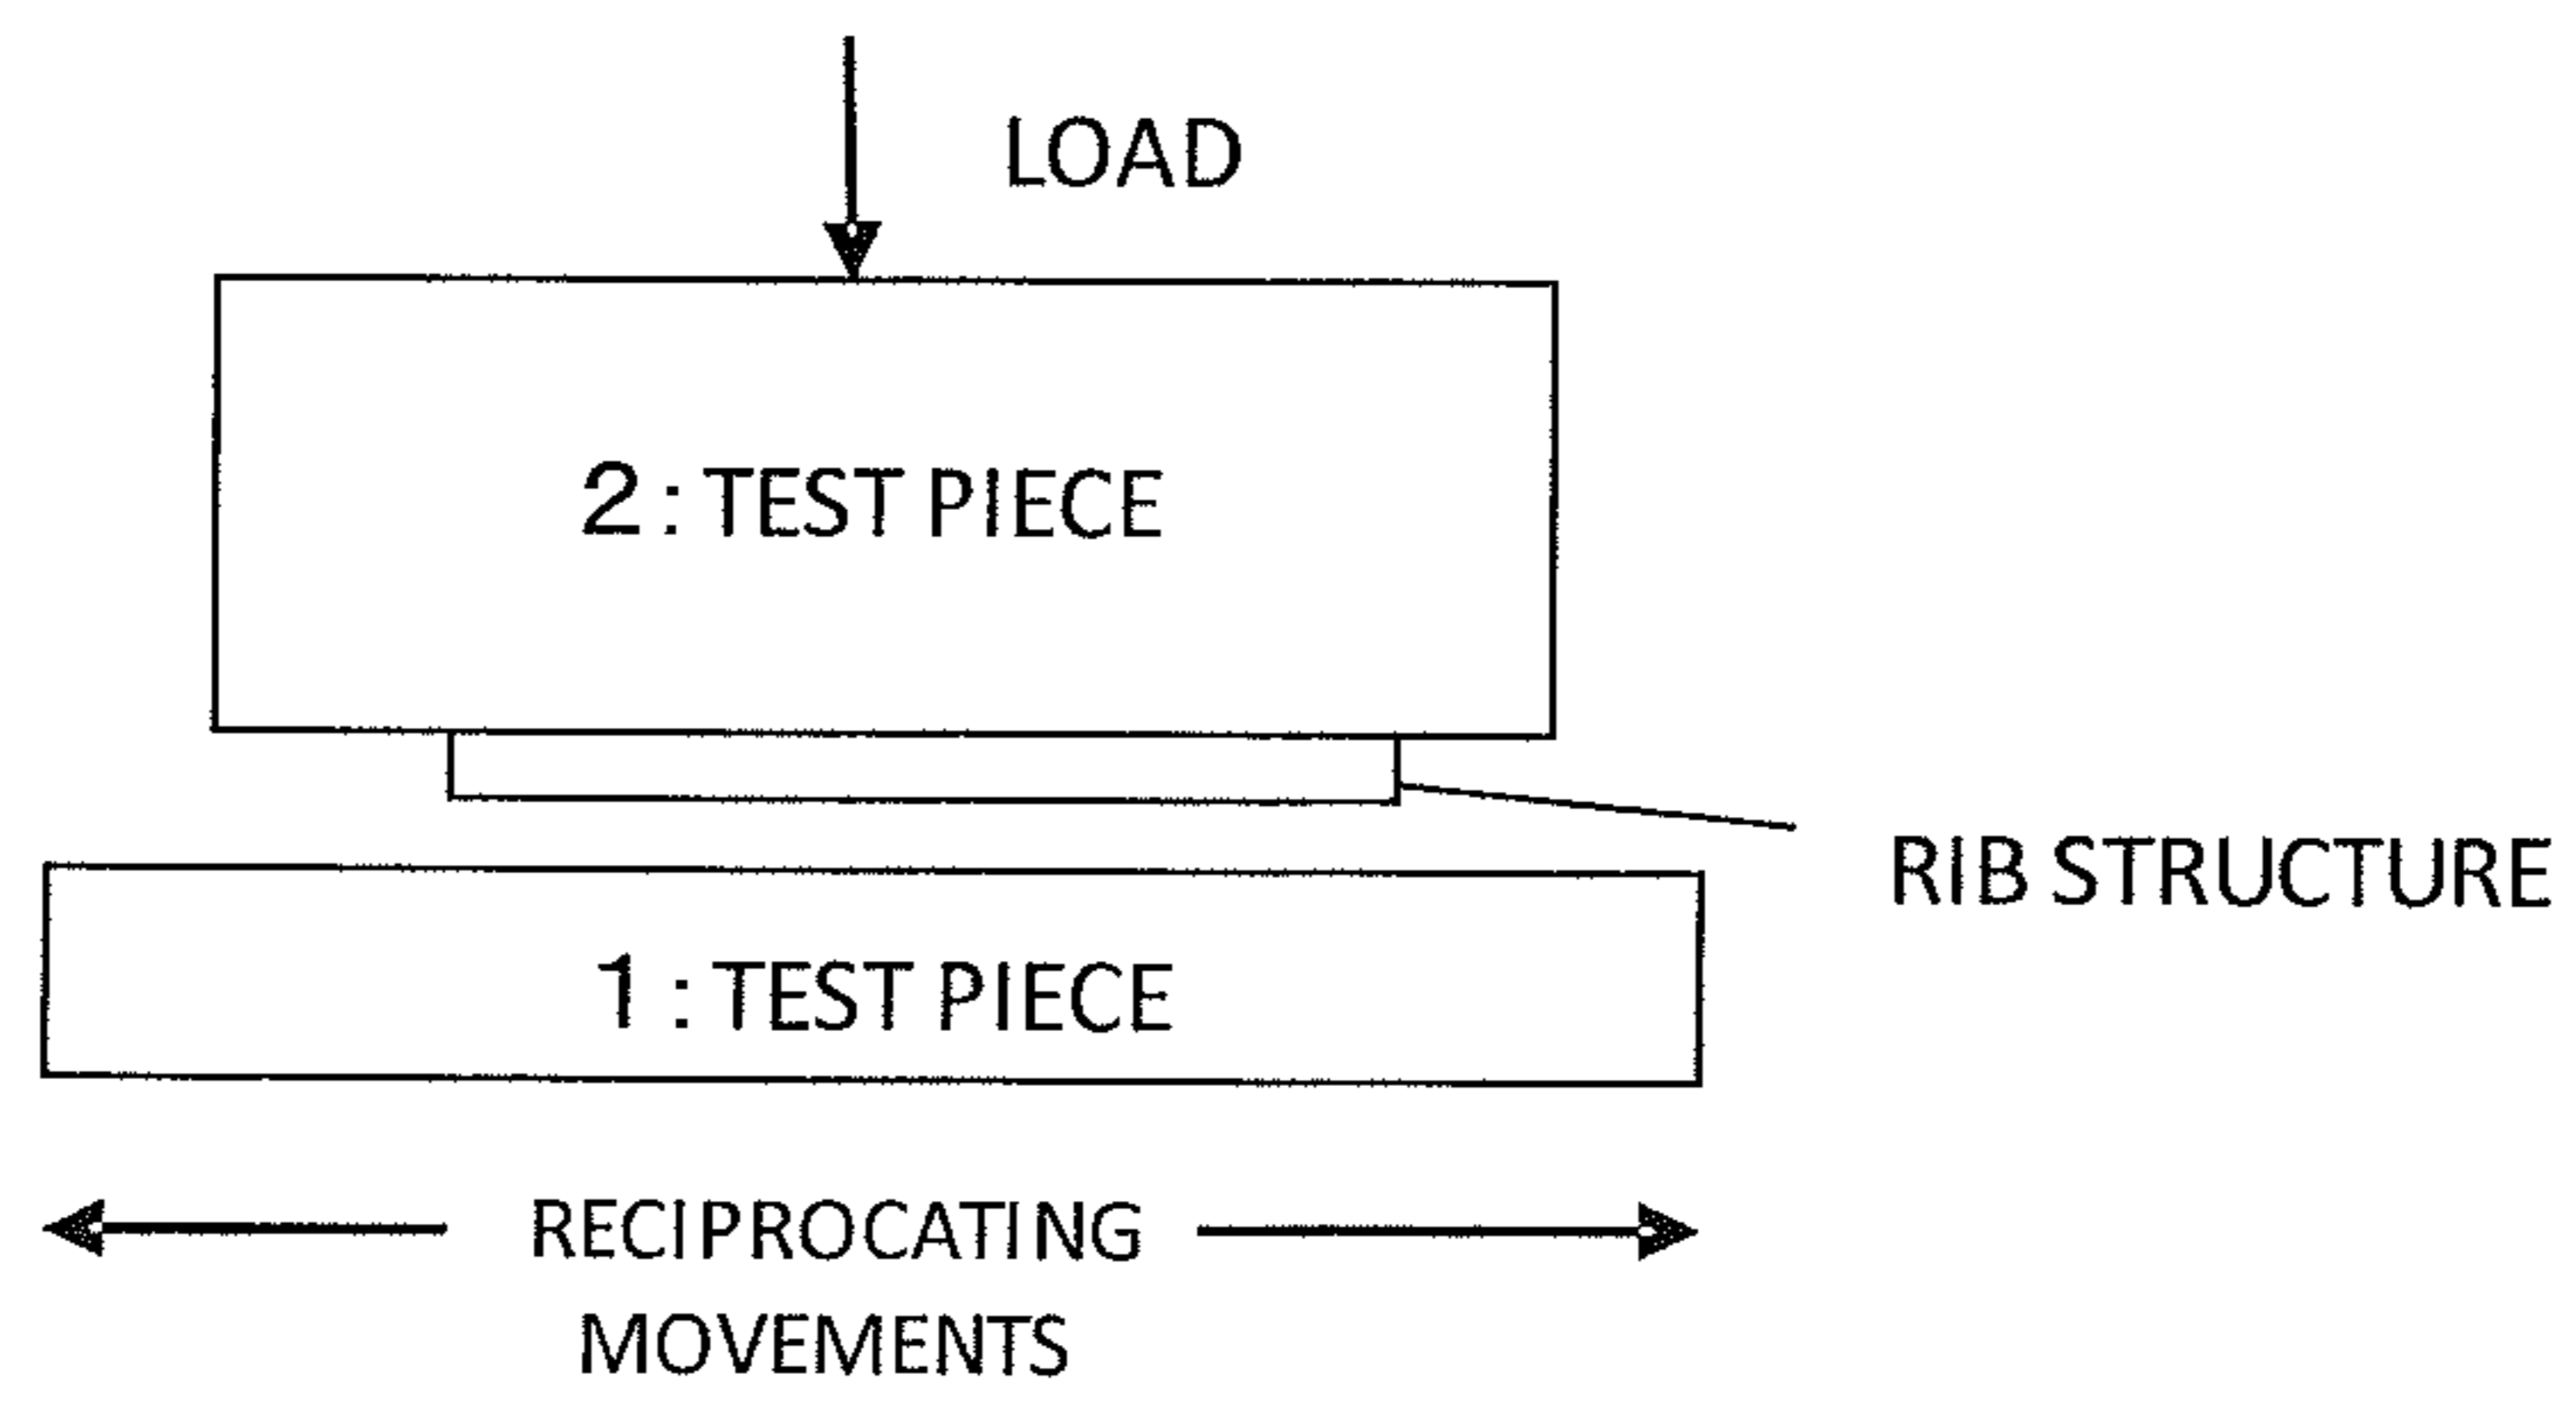 LOAD
2: TEST PIECE
RIB STRUCTURE
1: TEST PIECE
RECIPROCATING
MOVEMENTS